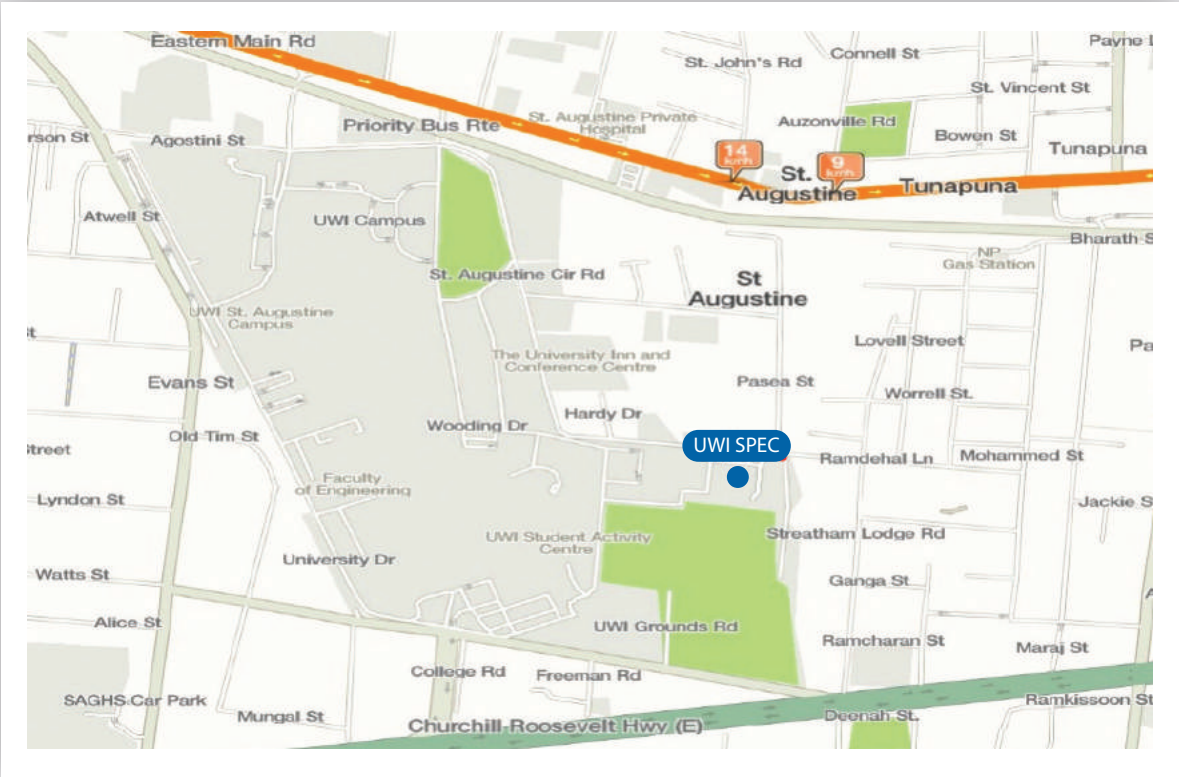 Eastern Main Rd
Payne
St. John's Rd
Connell St
St. Vincent St
St. Augustine Private
Hospital
Priority Bus Rte
Auzonville Rd
Bowen St
rson St
Agostini St
Tunapuna
14
km/h
9
km/h
St.
Augustine
Tunapuna
Atwell St
UWI Campus
Bharath S
NP
Gas Station
St. Augustine Cir Rd
St
Augustine
UWI St. Augustine
Campus
st
Lovell Street
Pa
The University Inn and
Conference Centre
Evans St
Pasea St
Worrell St.
Hardy Dr
Wooding Dr
Old Tim St
treet
UWI SPEC
Ramdehal Ln
Mohammed St
Faculty
of Engineering
Lyndon St
Jackie S
UWI Student Activity
Centre
Streatham Lodge Rd
University Dr
Watts St
Ganga St
A
Alice St
UWI Grounds Rd
Ramcharan St
Maraj St
College Rd
Freeman Rd
SAGHS Car Park
Ramkissoon St
Mungal St
Churchill Roosevelt Hwy (E)
Deenah St.